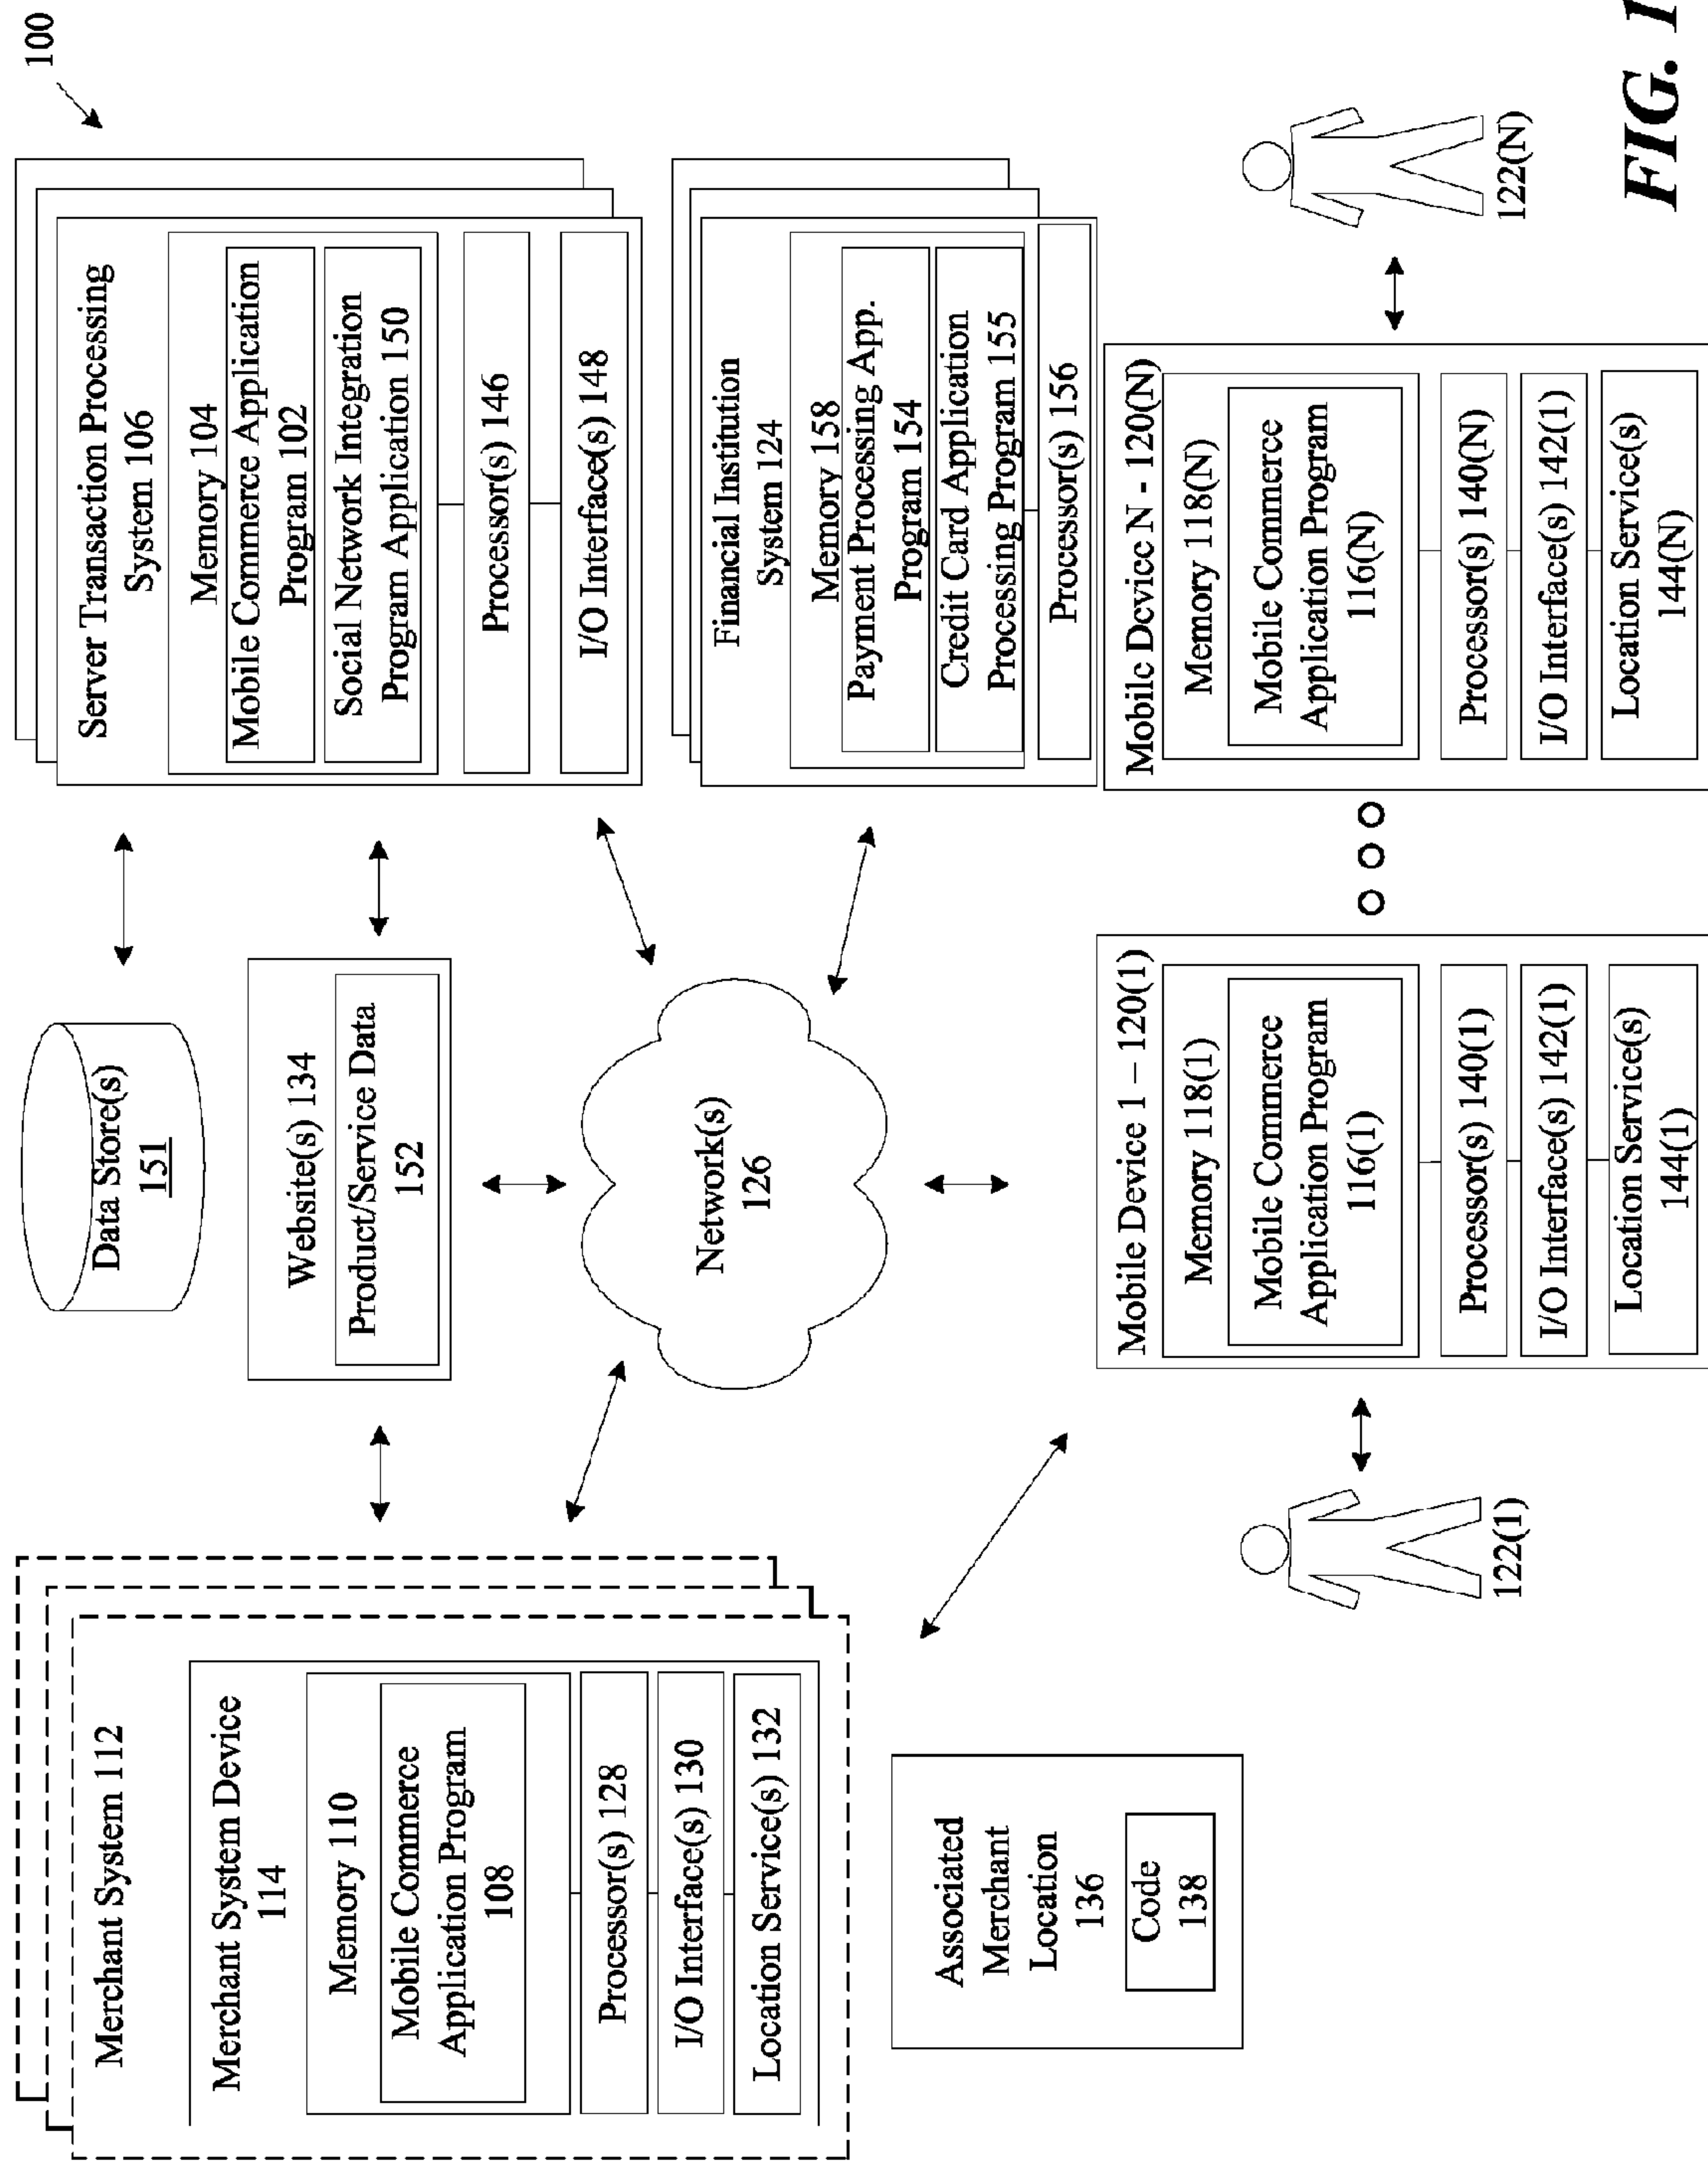 100
Merchant System 112
Merchant System Device
114
Memory 110
Mobile Commerce
Application Program
108
Processor(s) 128
I/O Interface(s) 130
Location Service(s) 132
Data Store(s)
151
Website(s) 134
Product/Service Data
152
Network(s)
126
Server Transaction Processing
System 106
Memory 104
Mobile Commerce Application
Program 102
Social Network Integration
Program Application 150
Processor(s) 146
I/O Interface(s) 148
Financial Institution
System 124
Memory 158
Payment Processing App.
Program 154
Credit Card Application
Processing Program 155
Processor(s) 156
Associated
Merchant
Location
136
Code
138
122(1)
Mobile Device 1 – 120(1)
Memory 118(1)
Mobile Commerce
Application Program
116(1)
Processor(s) 140(1)
I/O Interface(s) 142(1)
Location Service(s)
144(1)
Mobile Device N - 120(N)
Memory 118(N)
Mobile Commerce
Application Program
116(N)
Processor(s) 140(N)
I/O Interface(s) 142(1)
Location Service(s)
144(N)
122(N)
FIG. 1